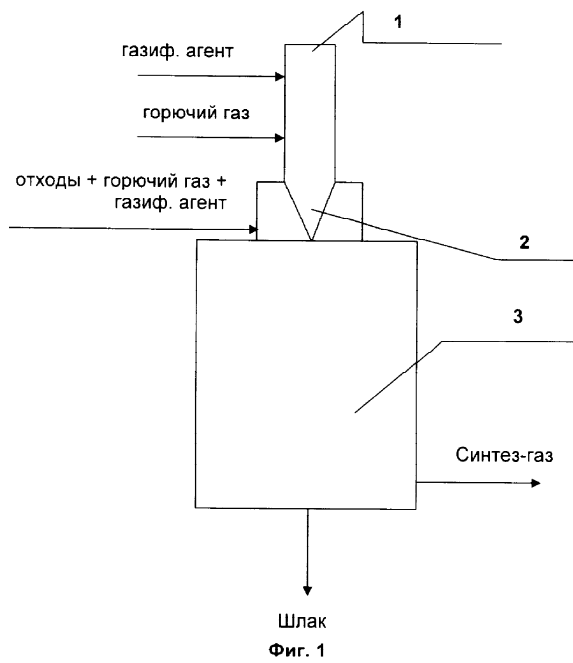 1
газиф. агент
горючий газ
отходы + горючий газ +
газиф. агент
2
3
Синтез-газ
Шлак
Фиг. 1